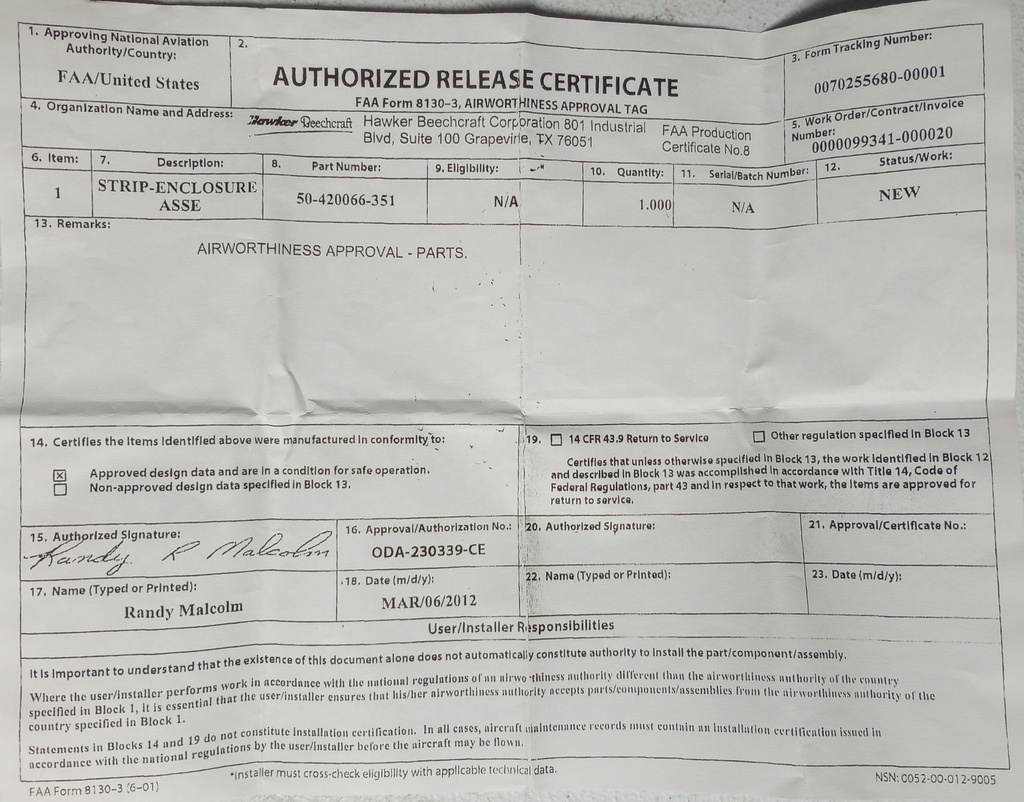 1. Approving National Aviation
Authority/Country:
FAA/United States
2.
AUTHORIZED RELEASE CERTIFICATE
FAA Form 8130-3, AIRWORTHINESS APPROVAL TAG
3. Form Tracking Number:
0070255680-00001
4. Organization Name and Address:
Hawker Beechcraft
Hawker Beechcraft Corporation 801 Industrial
Blvd, Suite 100 Grapevine, TX 76051
FAA Production
Certificate No.8
5. Work Order/Contract/Invoice
Number:
0000099341-000020
6. Item:
1
7. Description:
STRIP-ENCLOSURE
ASSE
8. Part Number:
50-420066-351
9. Eligibility:
N/A
10. Quantity:
1.000
11. Serial/Batch Number:
N/A
12. Status/Work:
NEW
13. Remarks:
AIRWORTHINESS APPROVAL - PARTS.
14. Certifies the items identified above were manufactured in conformity to:
Approved design data and are in a condition for safe operation.
Non-approved design data specified in Block 13.
19. 14 CFR 43.9 Return to Service Other regulation specified in Block 13
Certifies that unless otherwise specified in Block 13, the work identified in Block 12
and described in Block 13 was accomplished in accordance with Title 14, Code of
Federal Regulations, part 43 and in respect to that work, the items are approved for
return to service.
15. Authorized Signature:
Randy R Malcolm
16. Approval/Authorization No.:
ODA-230339-CE
20. Authorized Signature:
21. Approval/Certificate No.:
17. Name (Typed or Printed):
Randy Malcolm
18. Date (m/d/y):
MAR/06/2012
22. Name (Typed or Printed):
23. Date (m/d/y):
User/Installer Responsibilities
It is important to understand that the existence of this document alone does not automatically constitute authority to install the part/component/assembly.
Where the user/installer performs work in accordance with the national regulations of an airworthiness authority different than the airworthiness authority of the country
specified in Block 1, it is essential that the user/installer ensures that his/her airworthiness authority accepts parts/components/assemblies from the airworthiness authority of the
country specified in Block 1.
Statements in Blocks 14 and 19 do not constitute installation certification. In all cases, aircraft maintenance records must contain an installation certification issued in
accordance with the national regulations by the user/installer before the aircraft may be flown.
*Installer must cross-check eligibility with applicable technical data.
FAA Form 8130-3 (6-01)
NSN: 0052-00-012-9005